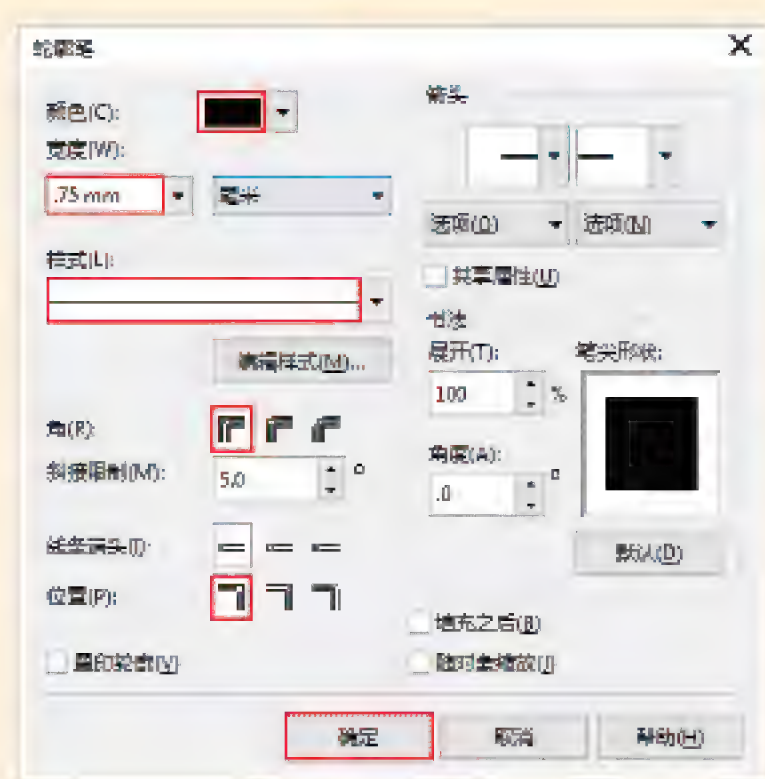 轮廓笔
颜色(C):
宽度(W):
.75 mm
毫米
样式(L):
编辑样式(M)...
角(R):
斜接限制(M):
5.0
°
线条端头(T):
位置(P):
叠印轮廓(V)
箭头
选项(O)
选项(N)
共享属性(U)
书法
展开(T):
笔尖形状:
100
%
角度(A):
.0
°
默认(D)
填充之后(B)
随对象缩放(J)
确定
取消
帮助(H)